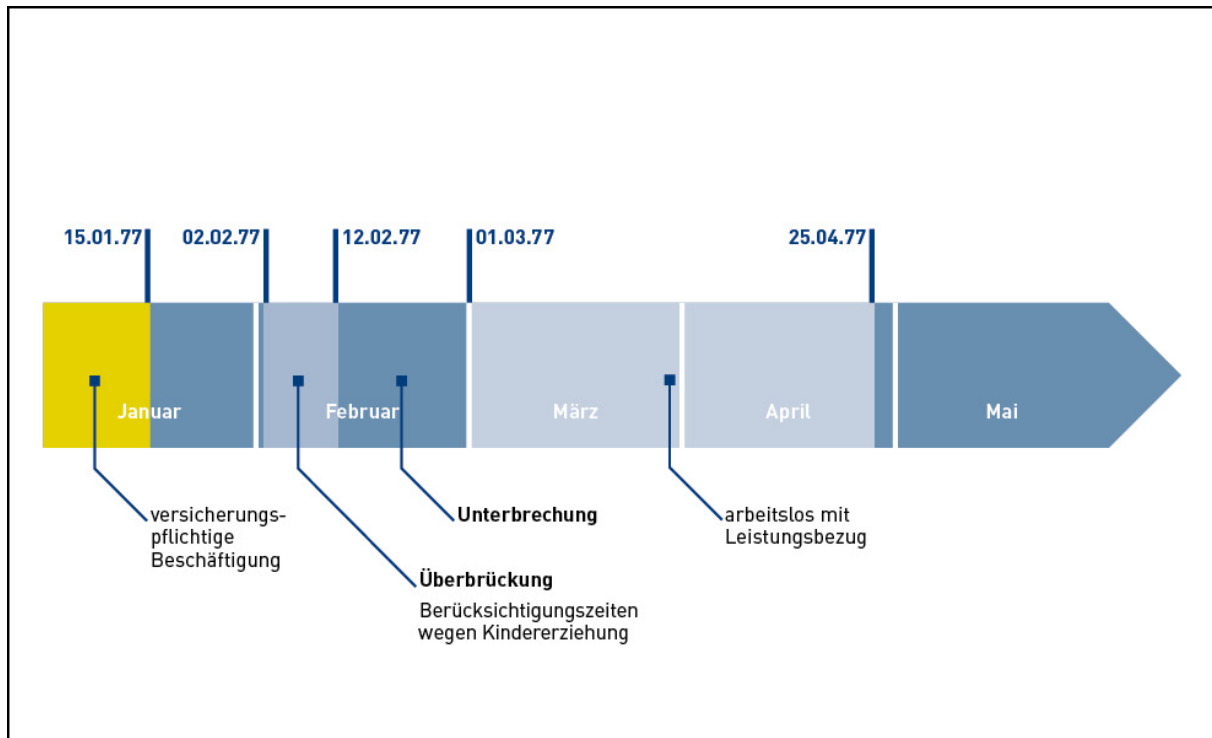 15.01.77
02.02.77
12.02.77
01.03.77
25.04.77
Januar
Februar
März
April
Mai
versicherungs-
pflichtige
Beschäftigung
Überbrückung
Berücksichtigungszeiten
wegen Kindererziehung
Unterbrechung
arbeitslos mit
Leistungsbezug